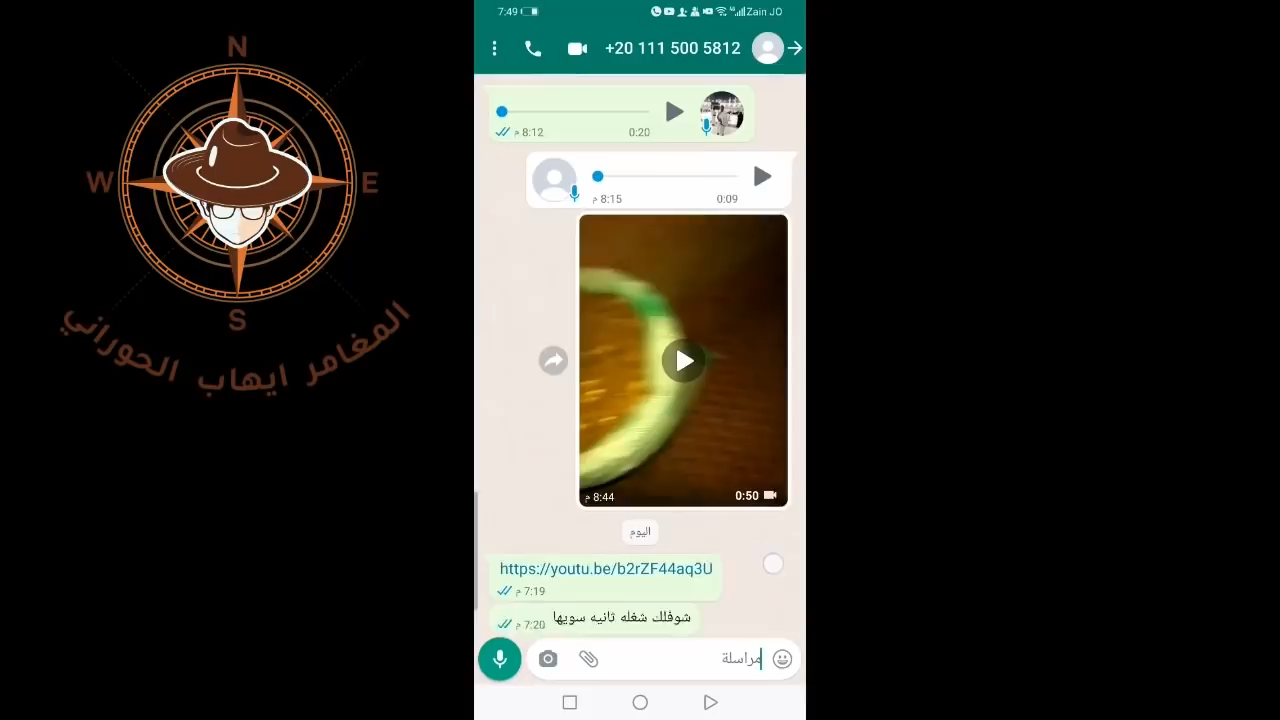 7:49
Zain JO
+20 111 500 5812
8:12 م
0:20
8:15 م
0:09
8:44 م
0:50
اليوم
https://youtu.be/b2rZF44aq3U
7:19 م
شوفلك شغله ثانيه سويها
7:20 م
مراسلة
N
W
E
S
المغامر ايهاب الحوراني